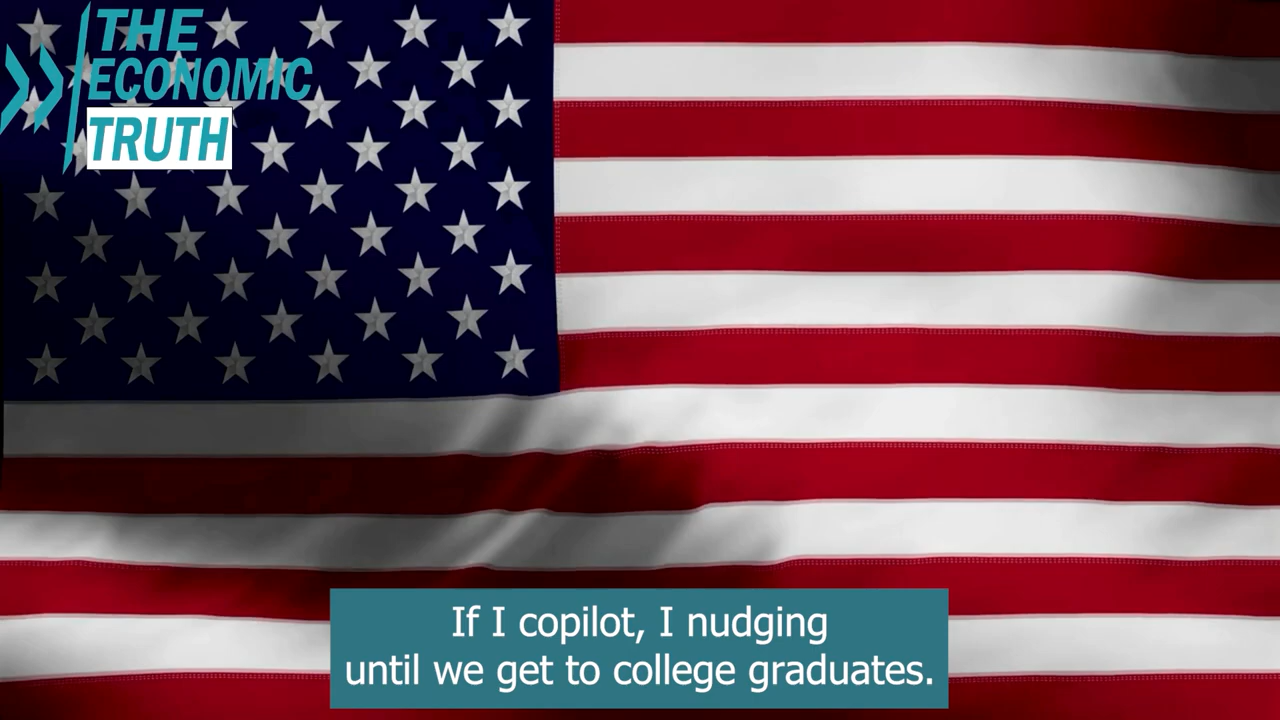 THE
ECONOMIC
TRUTH
If I copilot, I nudging
until we get to college graduates.